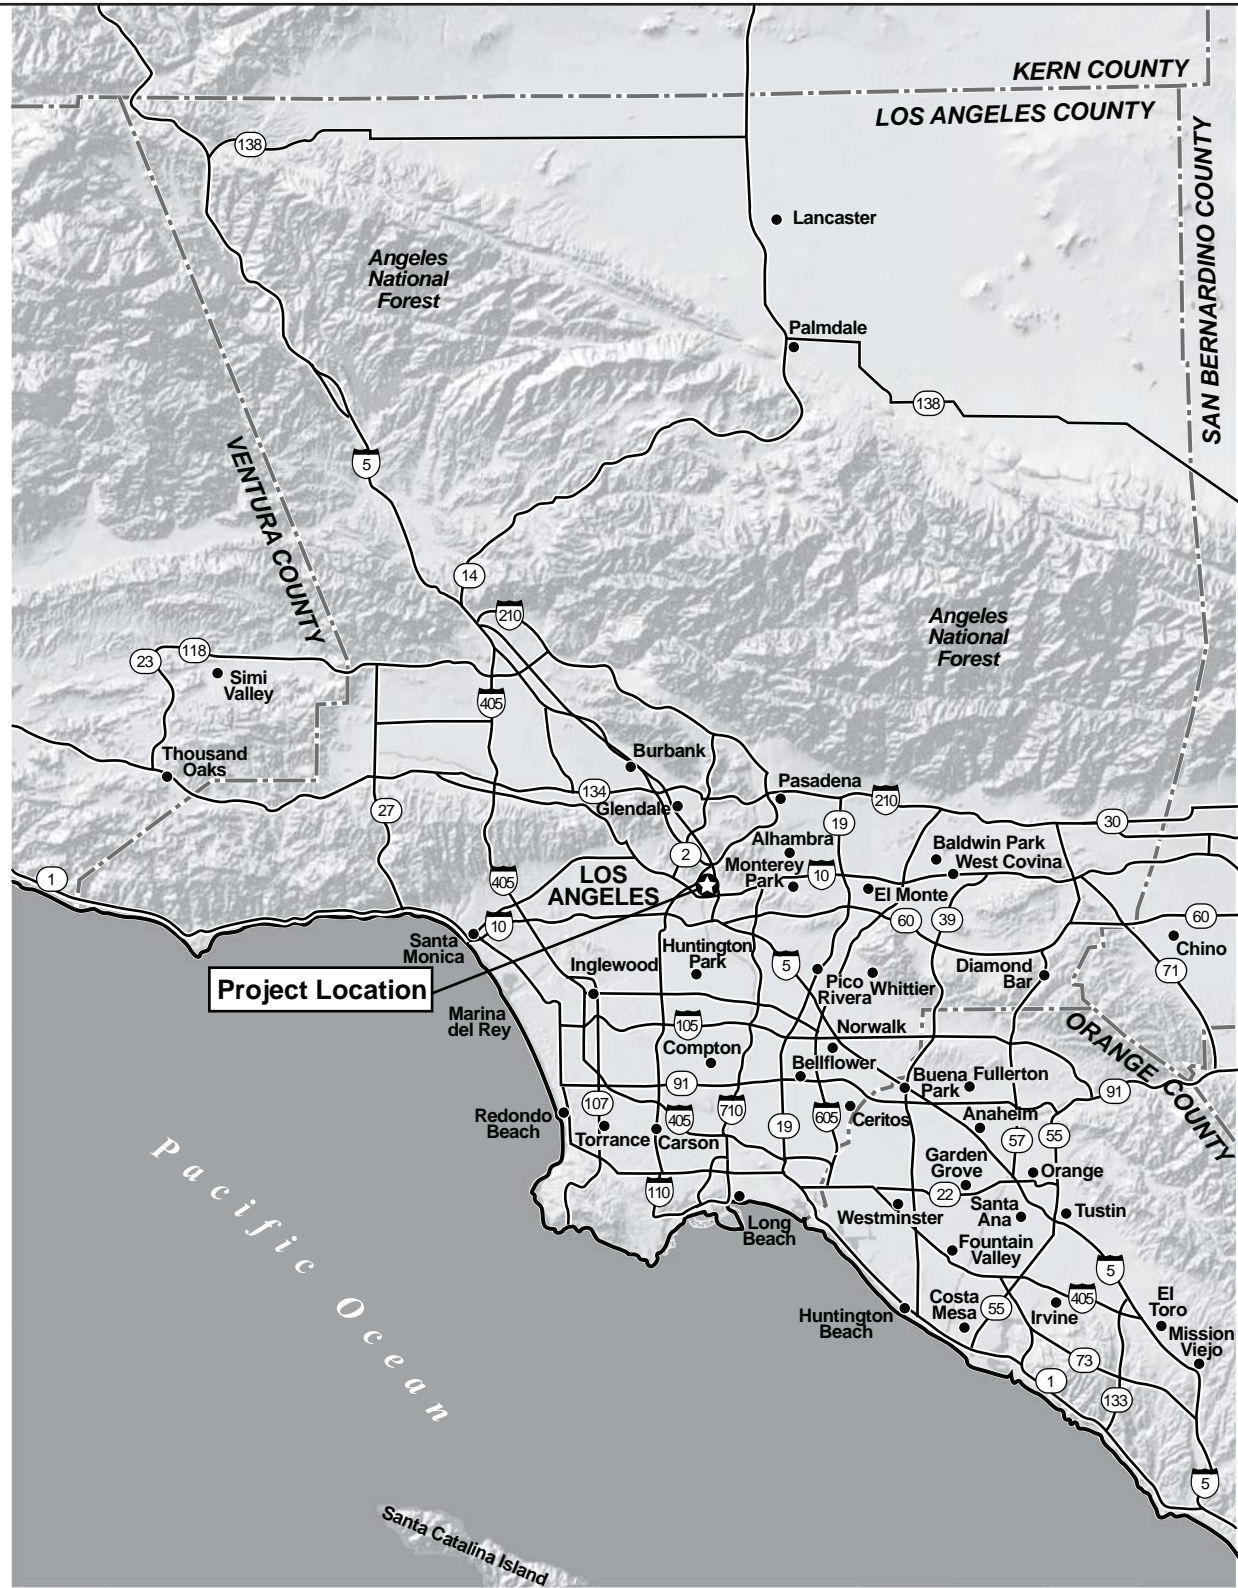 KERN COUNTY
LOS ANGELES COUNTY
SAN BERNARDINO COUNTY
138
Lancaster
Angeles
National
Forest
Palmdale
138
VENTURA COUNTY
5
14
210
Angeles
National
Forest
118
23
Simi
Valley
405
Thousand
Oaks
Burbank
134
Glendale
Pasadena
210
27
19
30
Alhambra
2
Baldwin Park
West Covina
Monterey
Park
10
El Monte
1
405
LOS
ANGELES
10
60
39
60
Santa
Monica
Chino
Huntington
Park
5
Inglewood
Pico
Rivera
Whittier
Diamond
Bar
71
Project Location
Marina
del Rey
105
Norwalk
ORANGE COUNTY
Compton
Bellflower
91
Buena
Park
Fullerton
91
107
Redondo
Beach
Torrance
Carson
405
710
19
605
Ceritos
Anaheim
57
55
Garden
Grove
Orange
110
22
Long
Beach
Westminster
Santa
Ana
Tustin
Fountain
Valley
5
Huntington
Beach
Costa
Mesa
55
Irvine
405
El
Toro
Mission
Viejo
73
1
133
5
Pacific Ocean
Santa Catalina Island